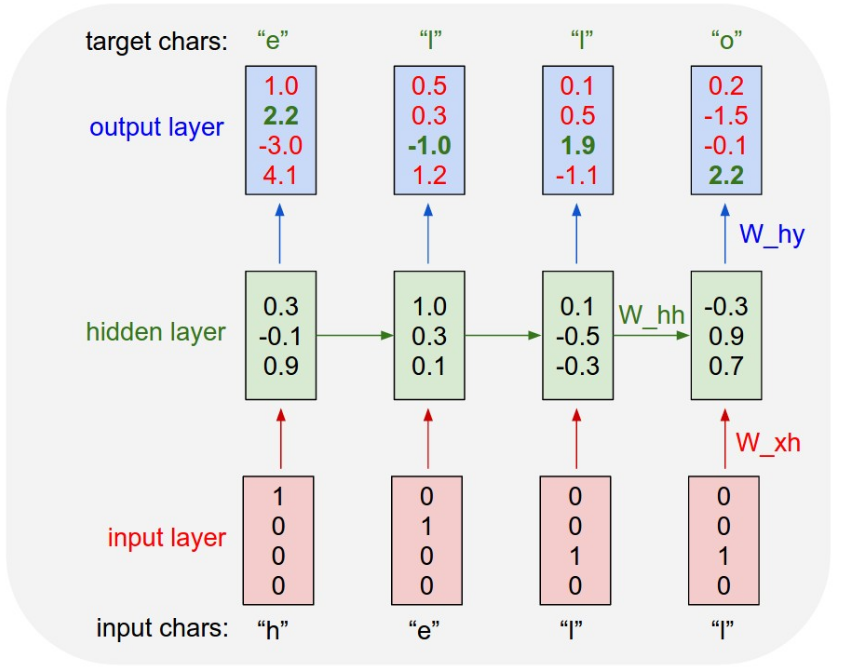 target chars: “e” “l” “l” “o”
1.0 0.5 0.1 0.2
2.2 0.3 0.5 -1.5
output layer
-3.0 -1.0 1.9 -0.1
4.1 1.2 -1.1 2.2
W_hy
0.3 1.0 0.1 -0.3
W_hh
hidden layer -0.1 0.3 -0.5 0.9
0.9 0.1 -0.3 0.7
W_xh
1 0 0 0
0 1 0 0
input layer
0 0 1 1
0 0 0 0
input chars: “h” “e” “l” “l”